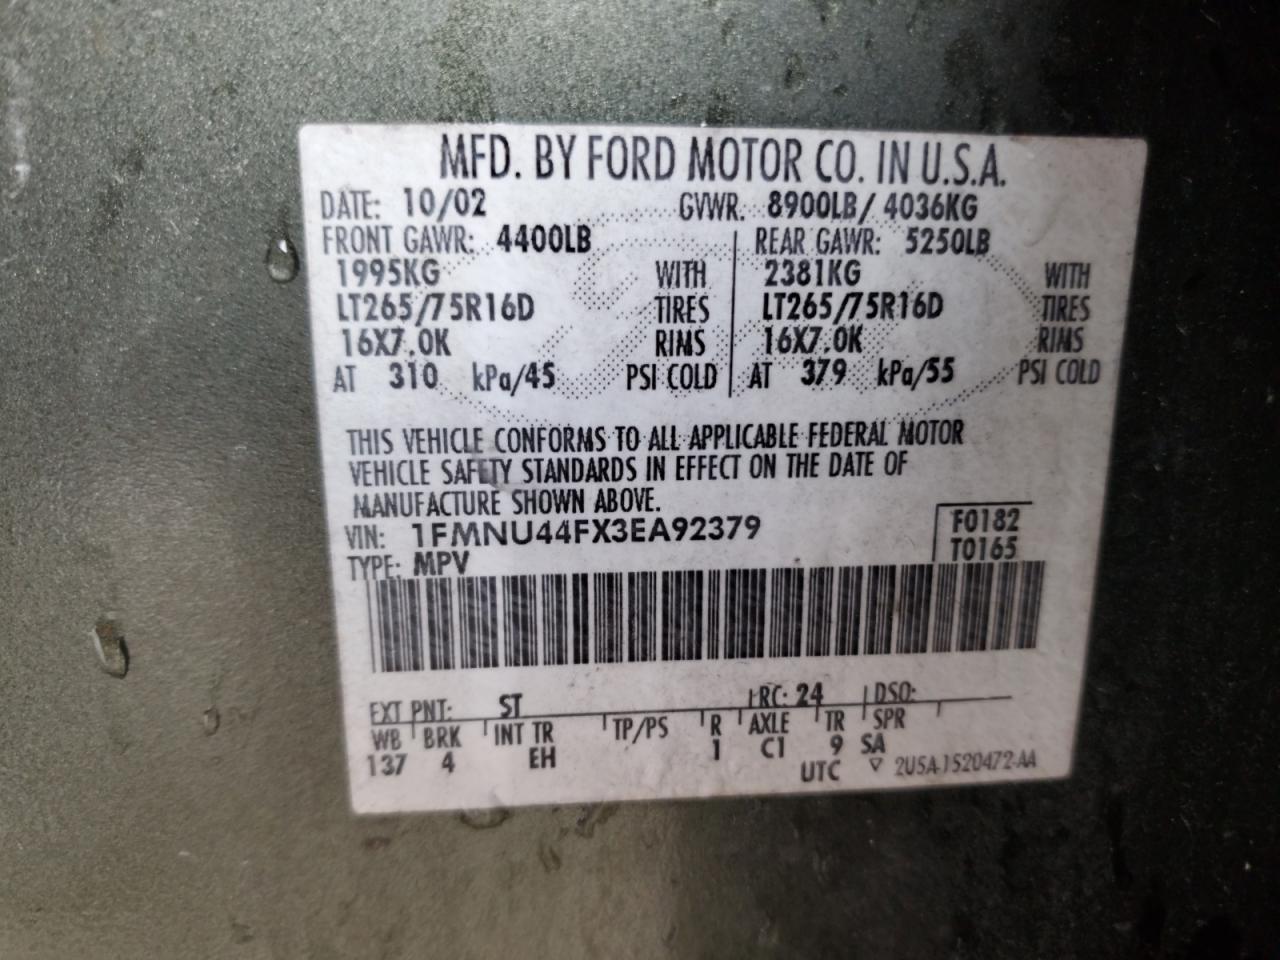 MFD. BY FORD MOTOR CO. IN U.S.A.
DATE: 10/02 GVWR: 8900LB/ 4036KG
FRONT GAWR: 4400LB REAR GAWR: 5250LB
1995KG WITH 2381KG WITH
LT265/75R16D TIRES LT265/75R16D TIRES
16X7.0K RIMS 16X7.0K RIMS
AT 310 kPa/45 PSI COLD AT 379 kPa/55 PSI COLD
THIS VEHICLE CONFORMS TO ALL APPLICABLE FEDERAL MOTOR
VEHICLE SAFETY STANDARDS IN EFFECT ON THE DATE OF
MANUFACTURE SHOWN ABOVE.
VIN: 1FMNU44FX3EA92379 F0182
TYPE: MPV T0165
EXT PNT: ST RC: 24 DSO:
WB BRK INT TR TP/PS R AXLE TR SPR
137 4 EH 1 C1 9 SA
UTC ▽ 2U5A-1520472-AA